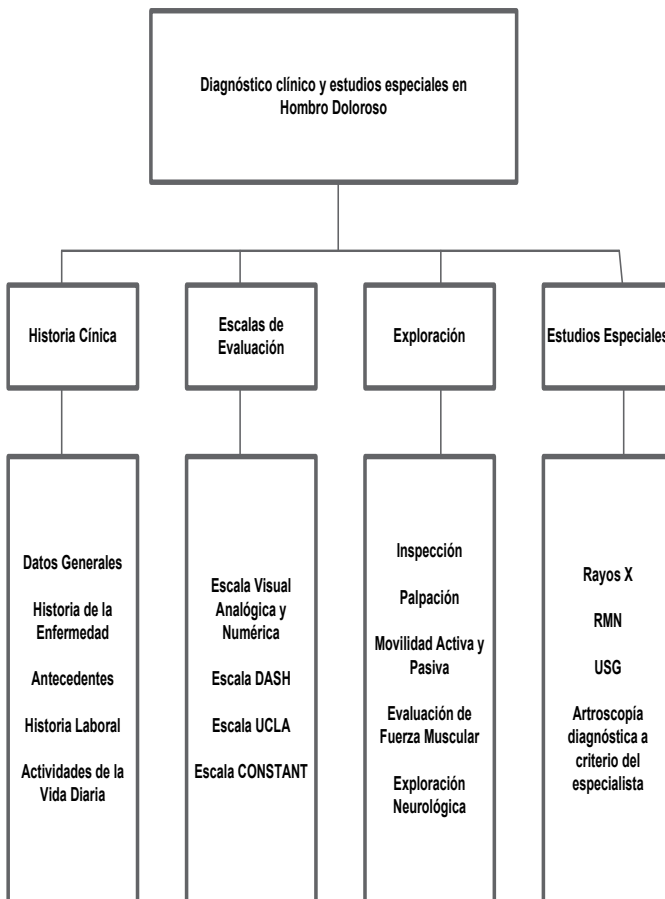 Diagnóstico clínico y estudios especiales en
Hombro Doloroso
Historia Cínica
Escalas de
Evaluación
Exploración
Estudios Especiales
Datos Generales
Historia de la
Enfermedad
Antecedentes
Historia Laboral
Actividades de la
Vida Diaria
Escala Visual
Analógica y
Numérica
Escala DASH
Escala UCLA
Escala CONSTANT
Inspección
Palpación
Movilidad Activa y
Pasiva
Evaluación de
Fuerza Muscular
Exploración
Neurológica
Rayos X
RMN
USG
Artroscopía
diagnóstica a
criterio del
especialista